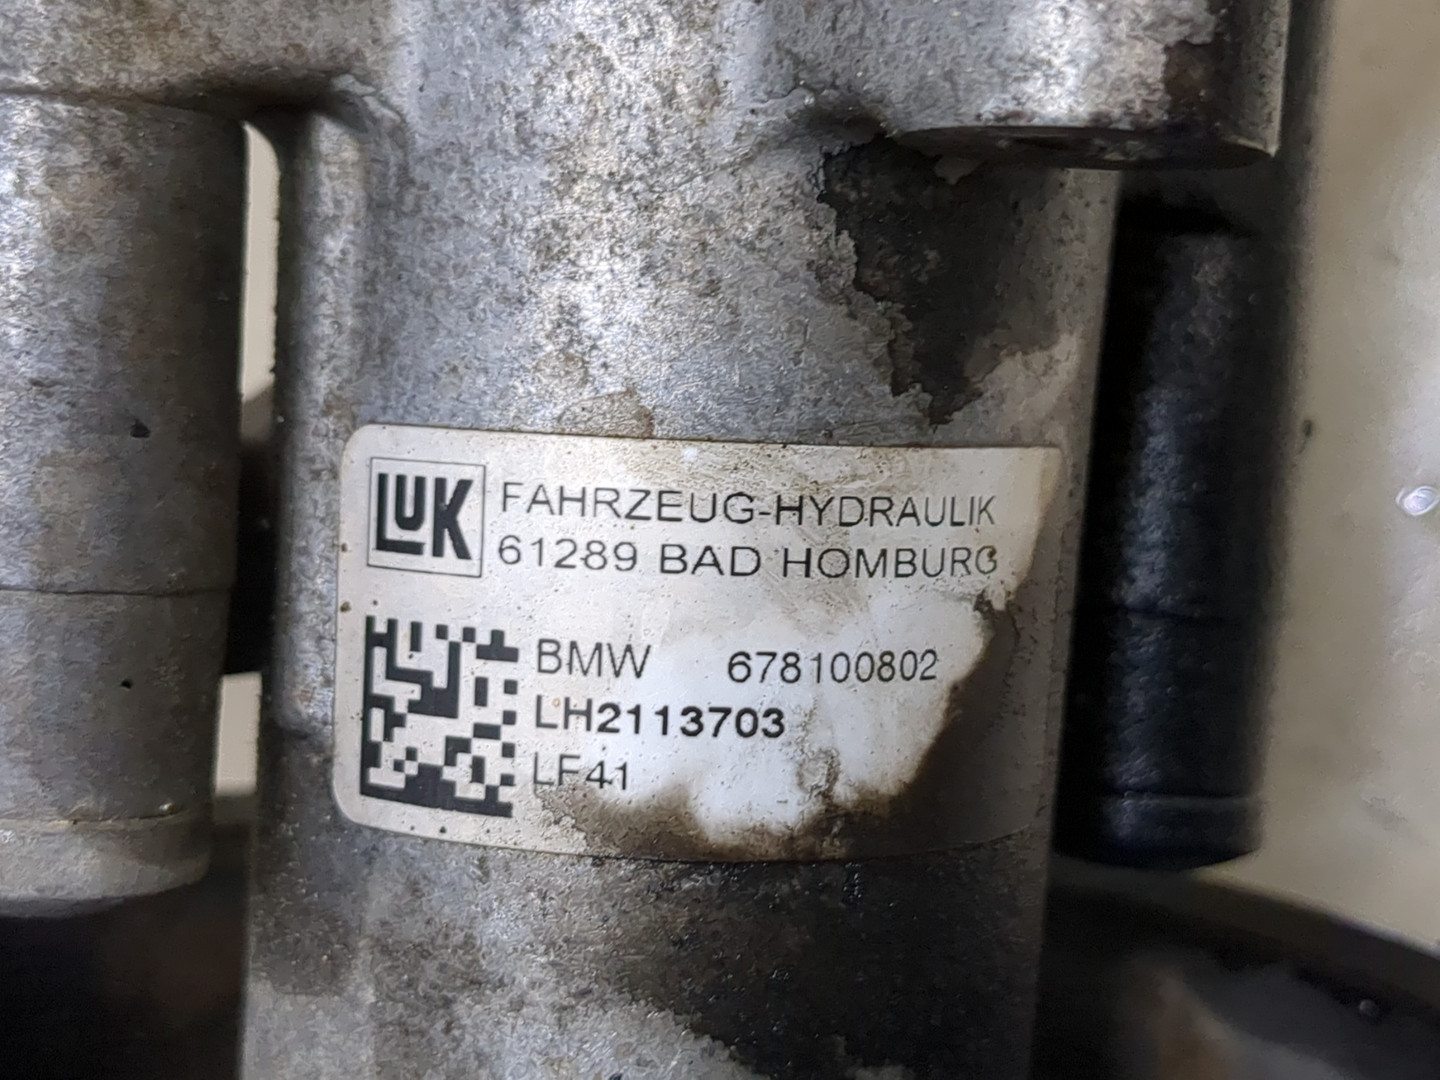 LUK
FAHRZEUG-HYDRAULIK
61289 BAD HOMBURG
BMW 678100802
LH2113703
LF41